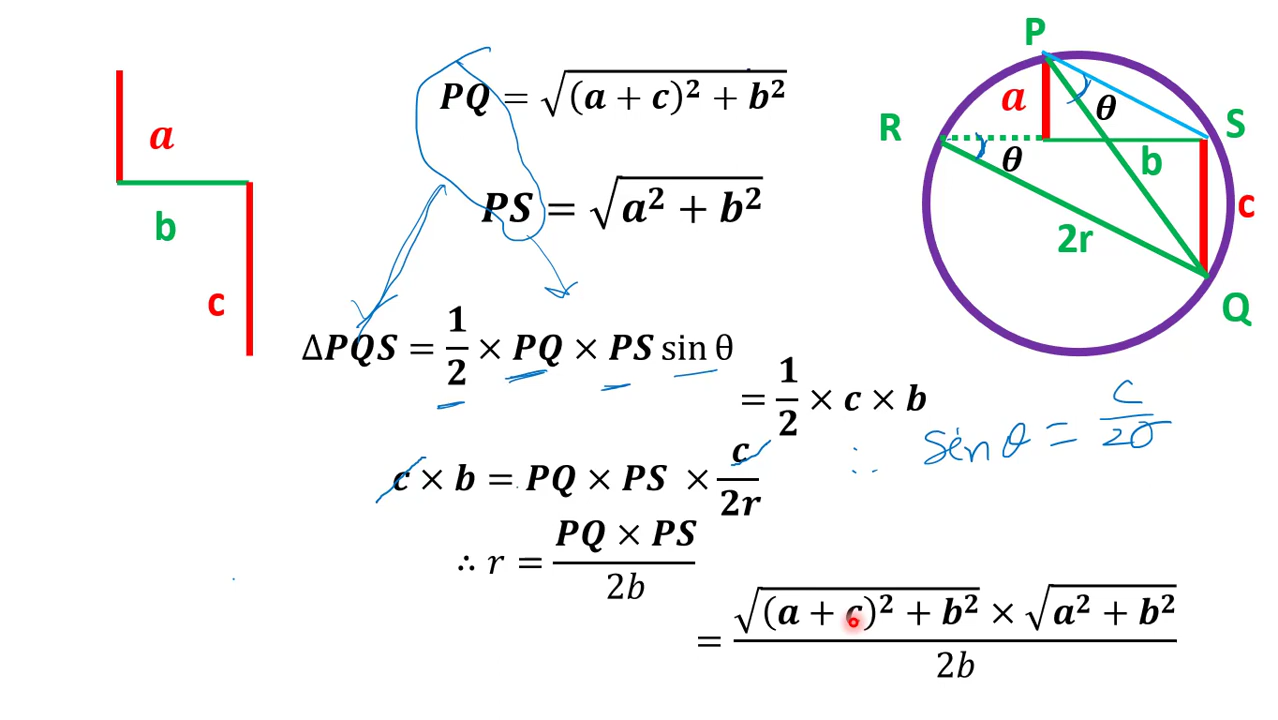 a
b
c
PQ = √((a + c)² + b²)
PS = √(a² + b²)
ΔPQS = 1/2 × PQ × PS sin θ
= 1/2 × c × b
∴ sin θ = c/2r
c × b = PQ × PS × c/2r
∴ r = (PQ × PS)/2b
= (√((a + c)² + b²) × √(a² + b²))/2b
P
a
θ
R
S
θ
b
2r
c
Q